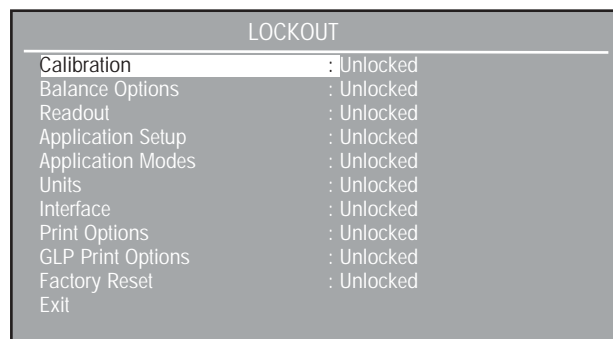 LOCKOUT
Calibration : Unlocked
Balance Options : Unlocked
Readout : Unlocked
Application Setup : Unlocked
Application Modes : Unlocked
Units : Unlocked
Interface : Unlocked
Print Options : Unlocked
GLP Print Options : Unlocked
Factory Reset : Unlocked
Exit